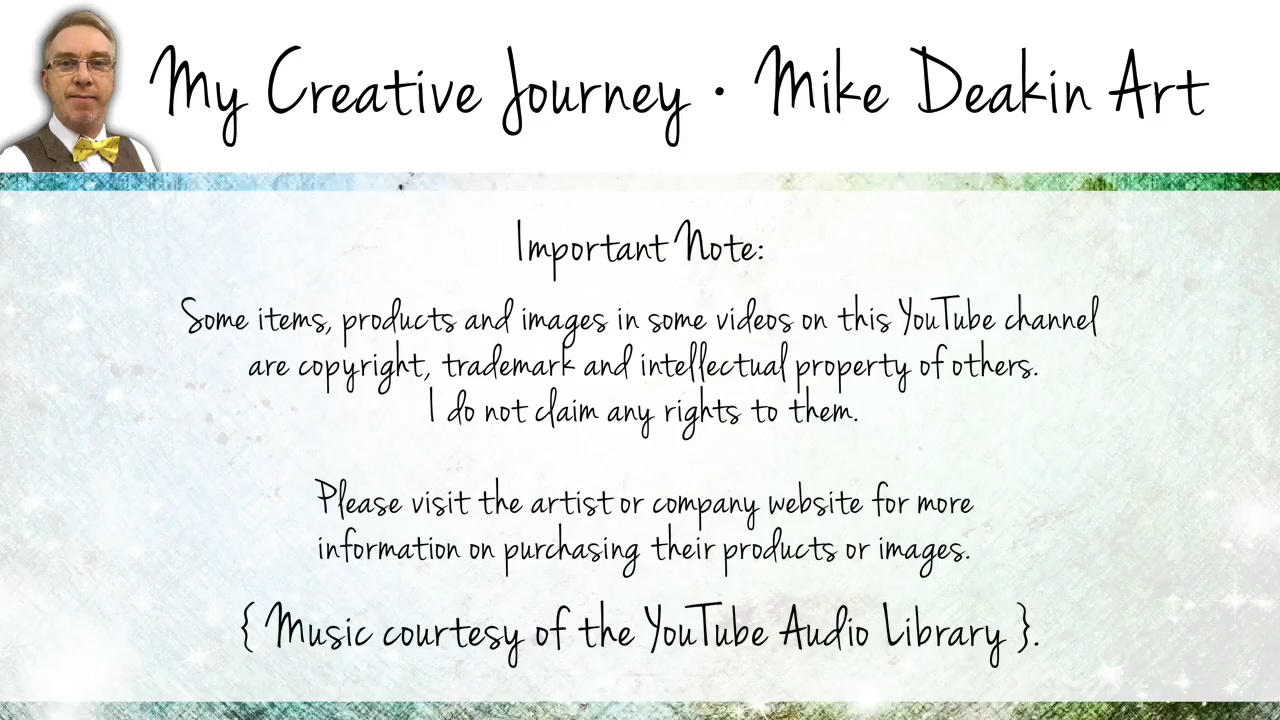 My Creative Journey • Mike Deakin Art
Important Note:
Some items, products and images in some videos on this YouTube channel
are copyright, trademark and intellectual property of others.
I do not claim any rights to them.
Please visit the artist or company website for more
information on purchasing their products or images.
{ Music courtesy of the YouTube Audio Library }.